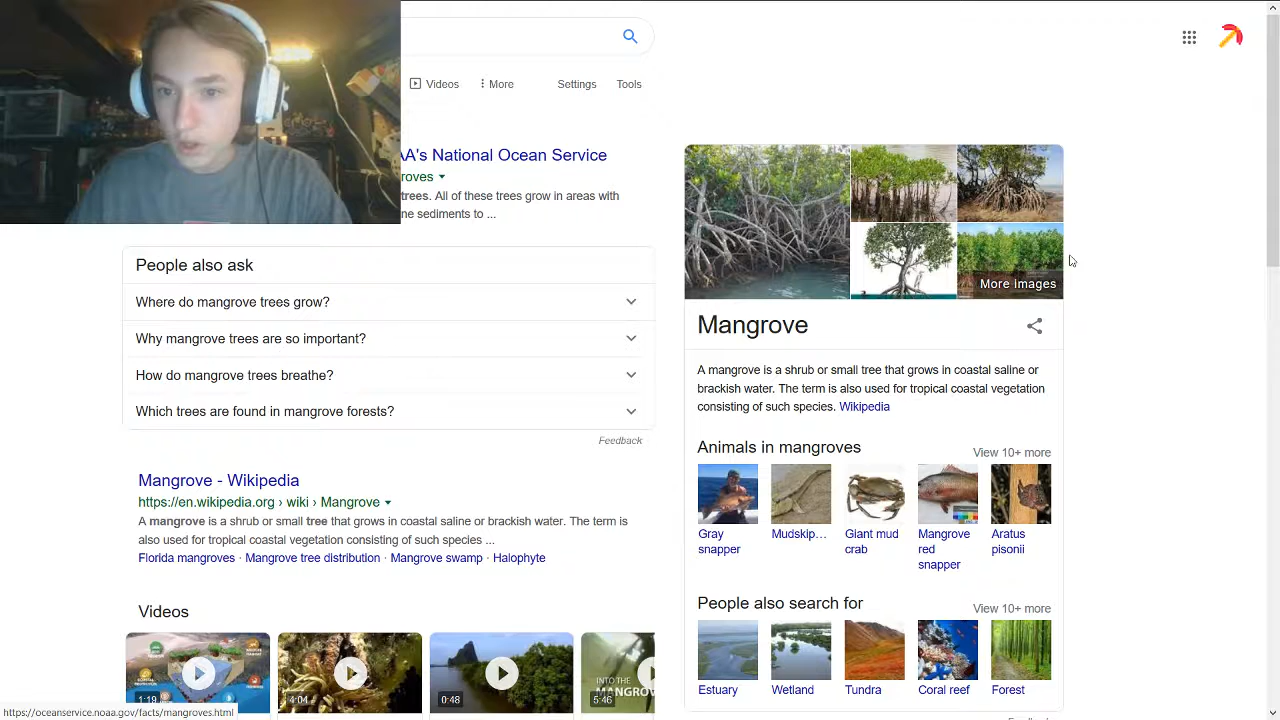 Videos
More
Settings
Tools
AA's National Ocean Service
roves
trees. All of these trees grow in areas with
ne sediments to ...
People also ask
Where do mangrove trees grow?
Why mangrove trees are so important?
How do mangrove trees breathe?
Which trees are found in mangrove forests?
Feedback
Mangrove - Wikipedia
https://en.wikipedia.org › wiki › Mangrove
A mangrove is a shrub or small tree that grows in coastal saline or brackish water. The term is
also used for tropical coastal vegetation consisting of such species ...
Florida mangroves · Mangrove tree distribution · Mangrove swamp · Halophyte
Videos
1:19
4:04
0:48
INTO THE
MANGRO
5:46
https://oceanservice.noaa.gov/facts/mangroves.html
More Images
Mangrove
A mangrove is a shrub or small tree that grows in coastal saline or
brackish water. The term is also used for tropical coastal vegetation
consisting of such species. Wikipedia
Animals in mangroves
View 10+ more
Gray
snapper
Mudskip...
Giant mud
crab
Mangrove
red
snapper
Aratus
pisonii
People also search for
View 10+ more
Estuary
Wetland
Tundra
Coral reef
Forest